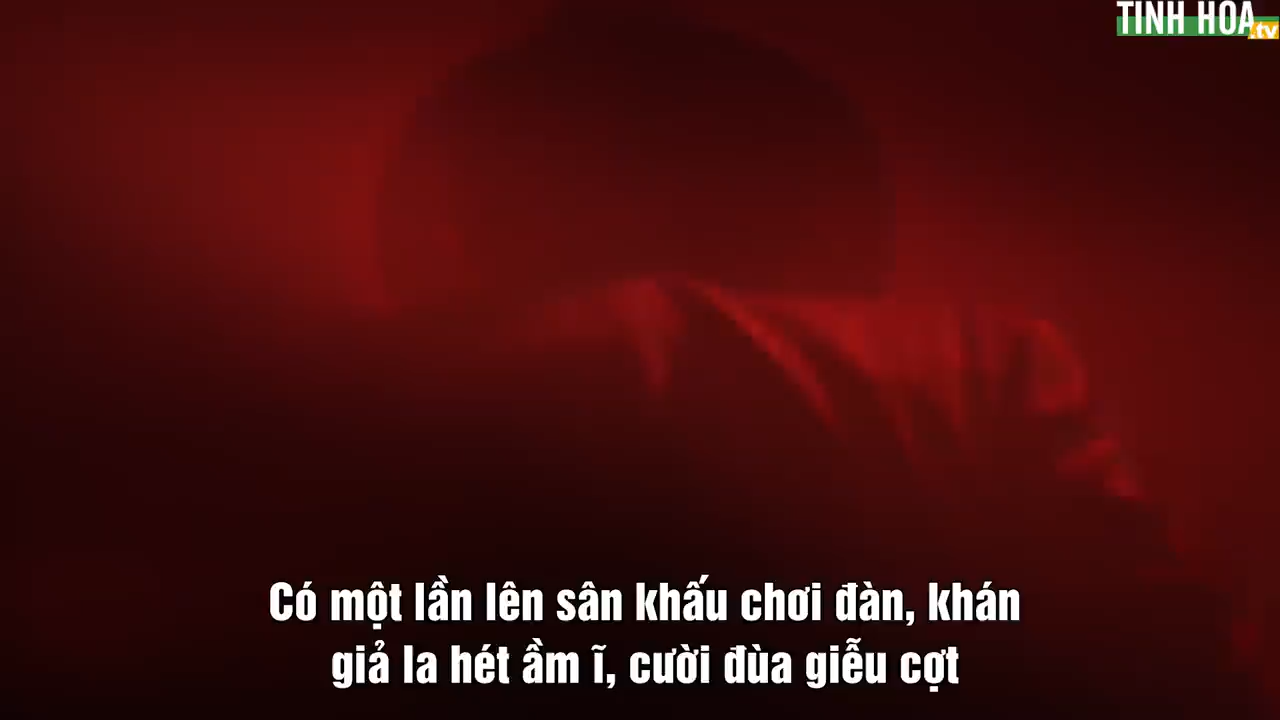 TINH HOA
.tv
Có một lần lên sân khấu chơi đàn, khán
giả la hét ầm ĩ, cười đùa giễu cợt